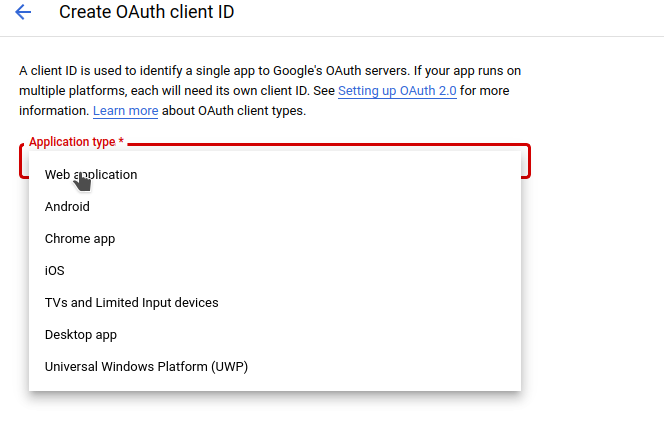 Create OAuth client ID
A client ID is used to identify a single app to Google's OAuth servers. If your app runs on
multiple platforms, each will need its own client ID. See Setting up OAuth 2.0 for more
information. Learn more about OAuth client types.
Application type *
Web application
Android
Chrome app
iOS
TVs and Limited Input devices
Desktop app
Universal Windows Platform (UWP)